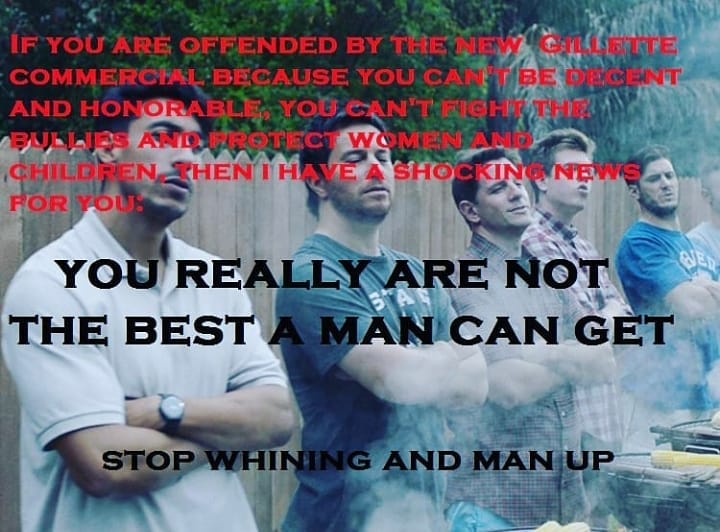 IF YOU ARE OFFENDED BY THE NEW GILLETTE
COMMERCIAL BECAUSE YOU CAN'T BE DECENT
AND HONORABLE, YOU CAN'T FIGHT THE
BULLIES AND PROTECT WOMEN AND
CHILDREN, THEN I HAVE A SHOCKING NEWS
FOR YOU:
YOU REALLY ARE NOT
THE BEST A MAN CAN GET
STOP WHINING AND MAN UP